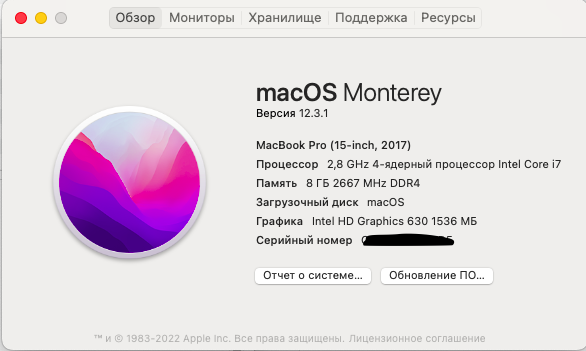 Обзор Мониторы Хранилище Поддержка Ресурсы
macOS Monterey
Версия 12.3.1
MacBook Pro (15-inch, 2017)
Процессор 2,8 GHz 4-ядерный процессор Intel Core i7
Память 8 ГБ 2667 MHz DDR4
Загрузочный диск macOS
Графика Intel HD Graphics 630 1536 МБ
Серийный номер
Отчет о системе... Обновление ПО...
™ и © 1983-2022 Apple Inc. Все права защищены. Лицензионное соглашение